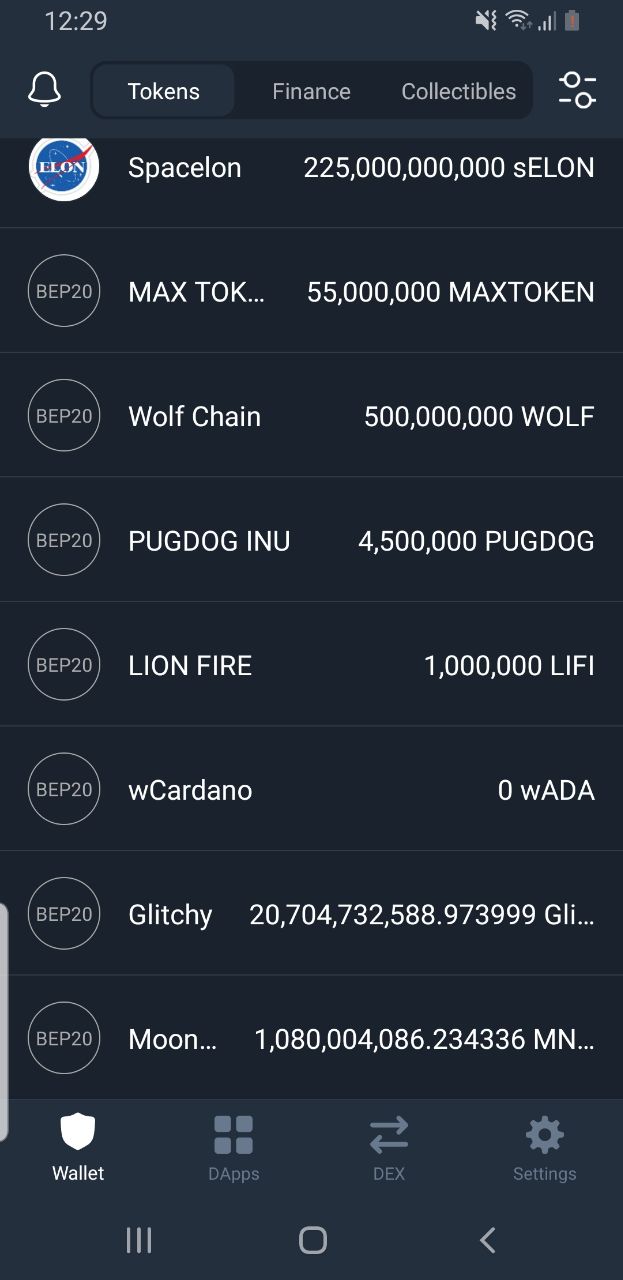 12:29
Tokens Finance Collectibles
ELON Spacelon 225,000,000,000 sELON
BEP20 MAX TOK... 55,000,000 MAXTOKEN
BEP20 Wolf Chain 500,000,000 WOLF
BEP20 PUGDOG INU 4,500,000 PUGDOG
BEP20 LION FIRE 1,000,000 LIFI
BEP20 wCardano 0 wADA
BEP20 Glitchy 20,704,732,588.973999 Gli...
BEP20 Moon... 1,080,004,086.234336 MN...
Wallet DApps DEX Settings